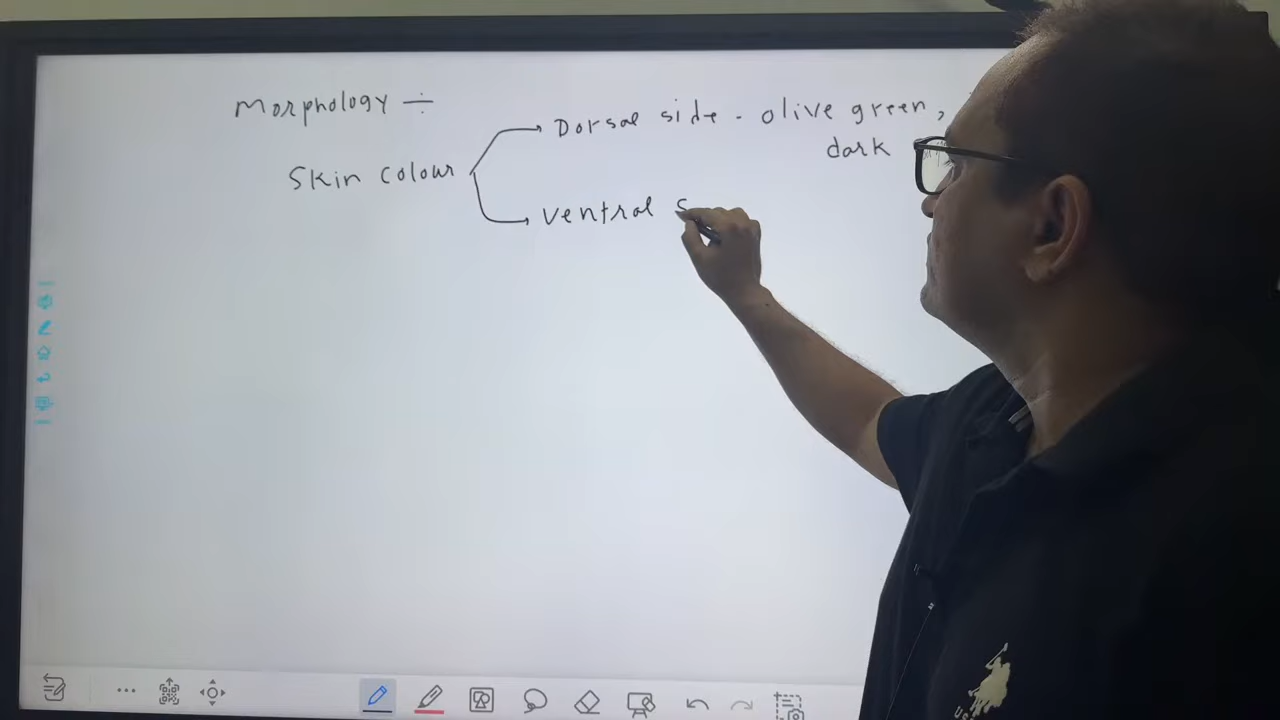 Morphology ÷
Dorsal side - olive green,
dark
Skin colour
ventral s
U S